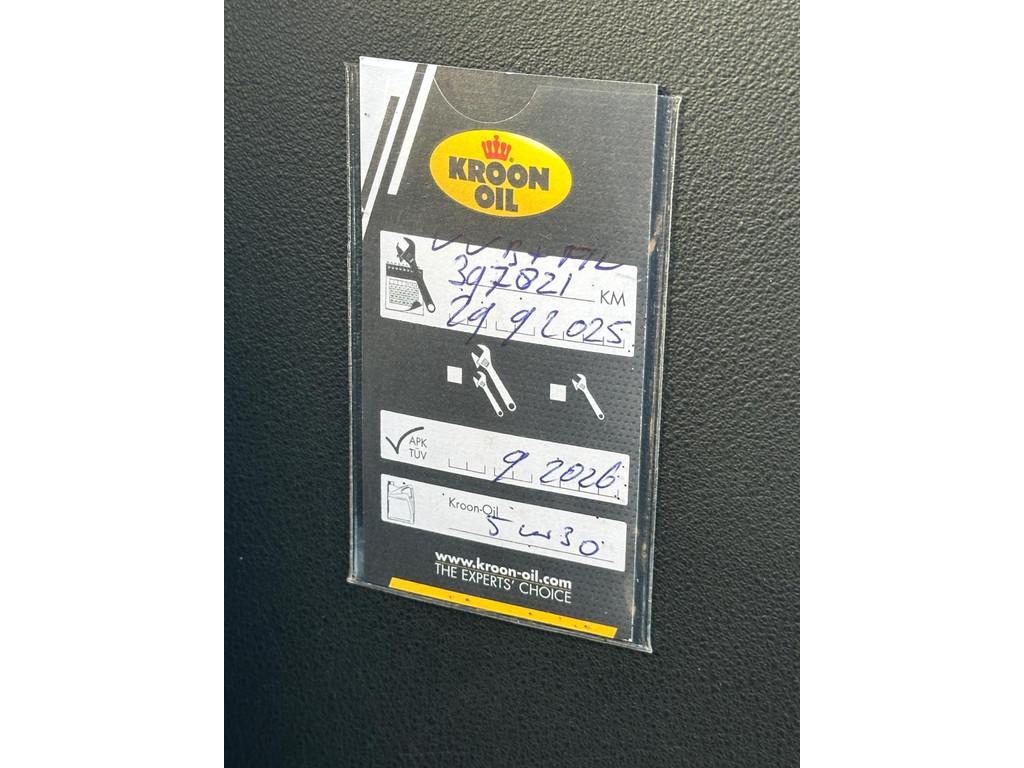 KROON
OIL
397821 KM
29 9 2025
APK
TÜV
9 2026
Kroon-Oil
5w30
www.kroon-oil.com
THE EXPERTS' CHOICE